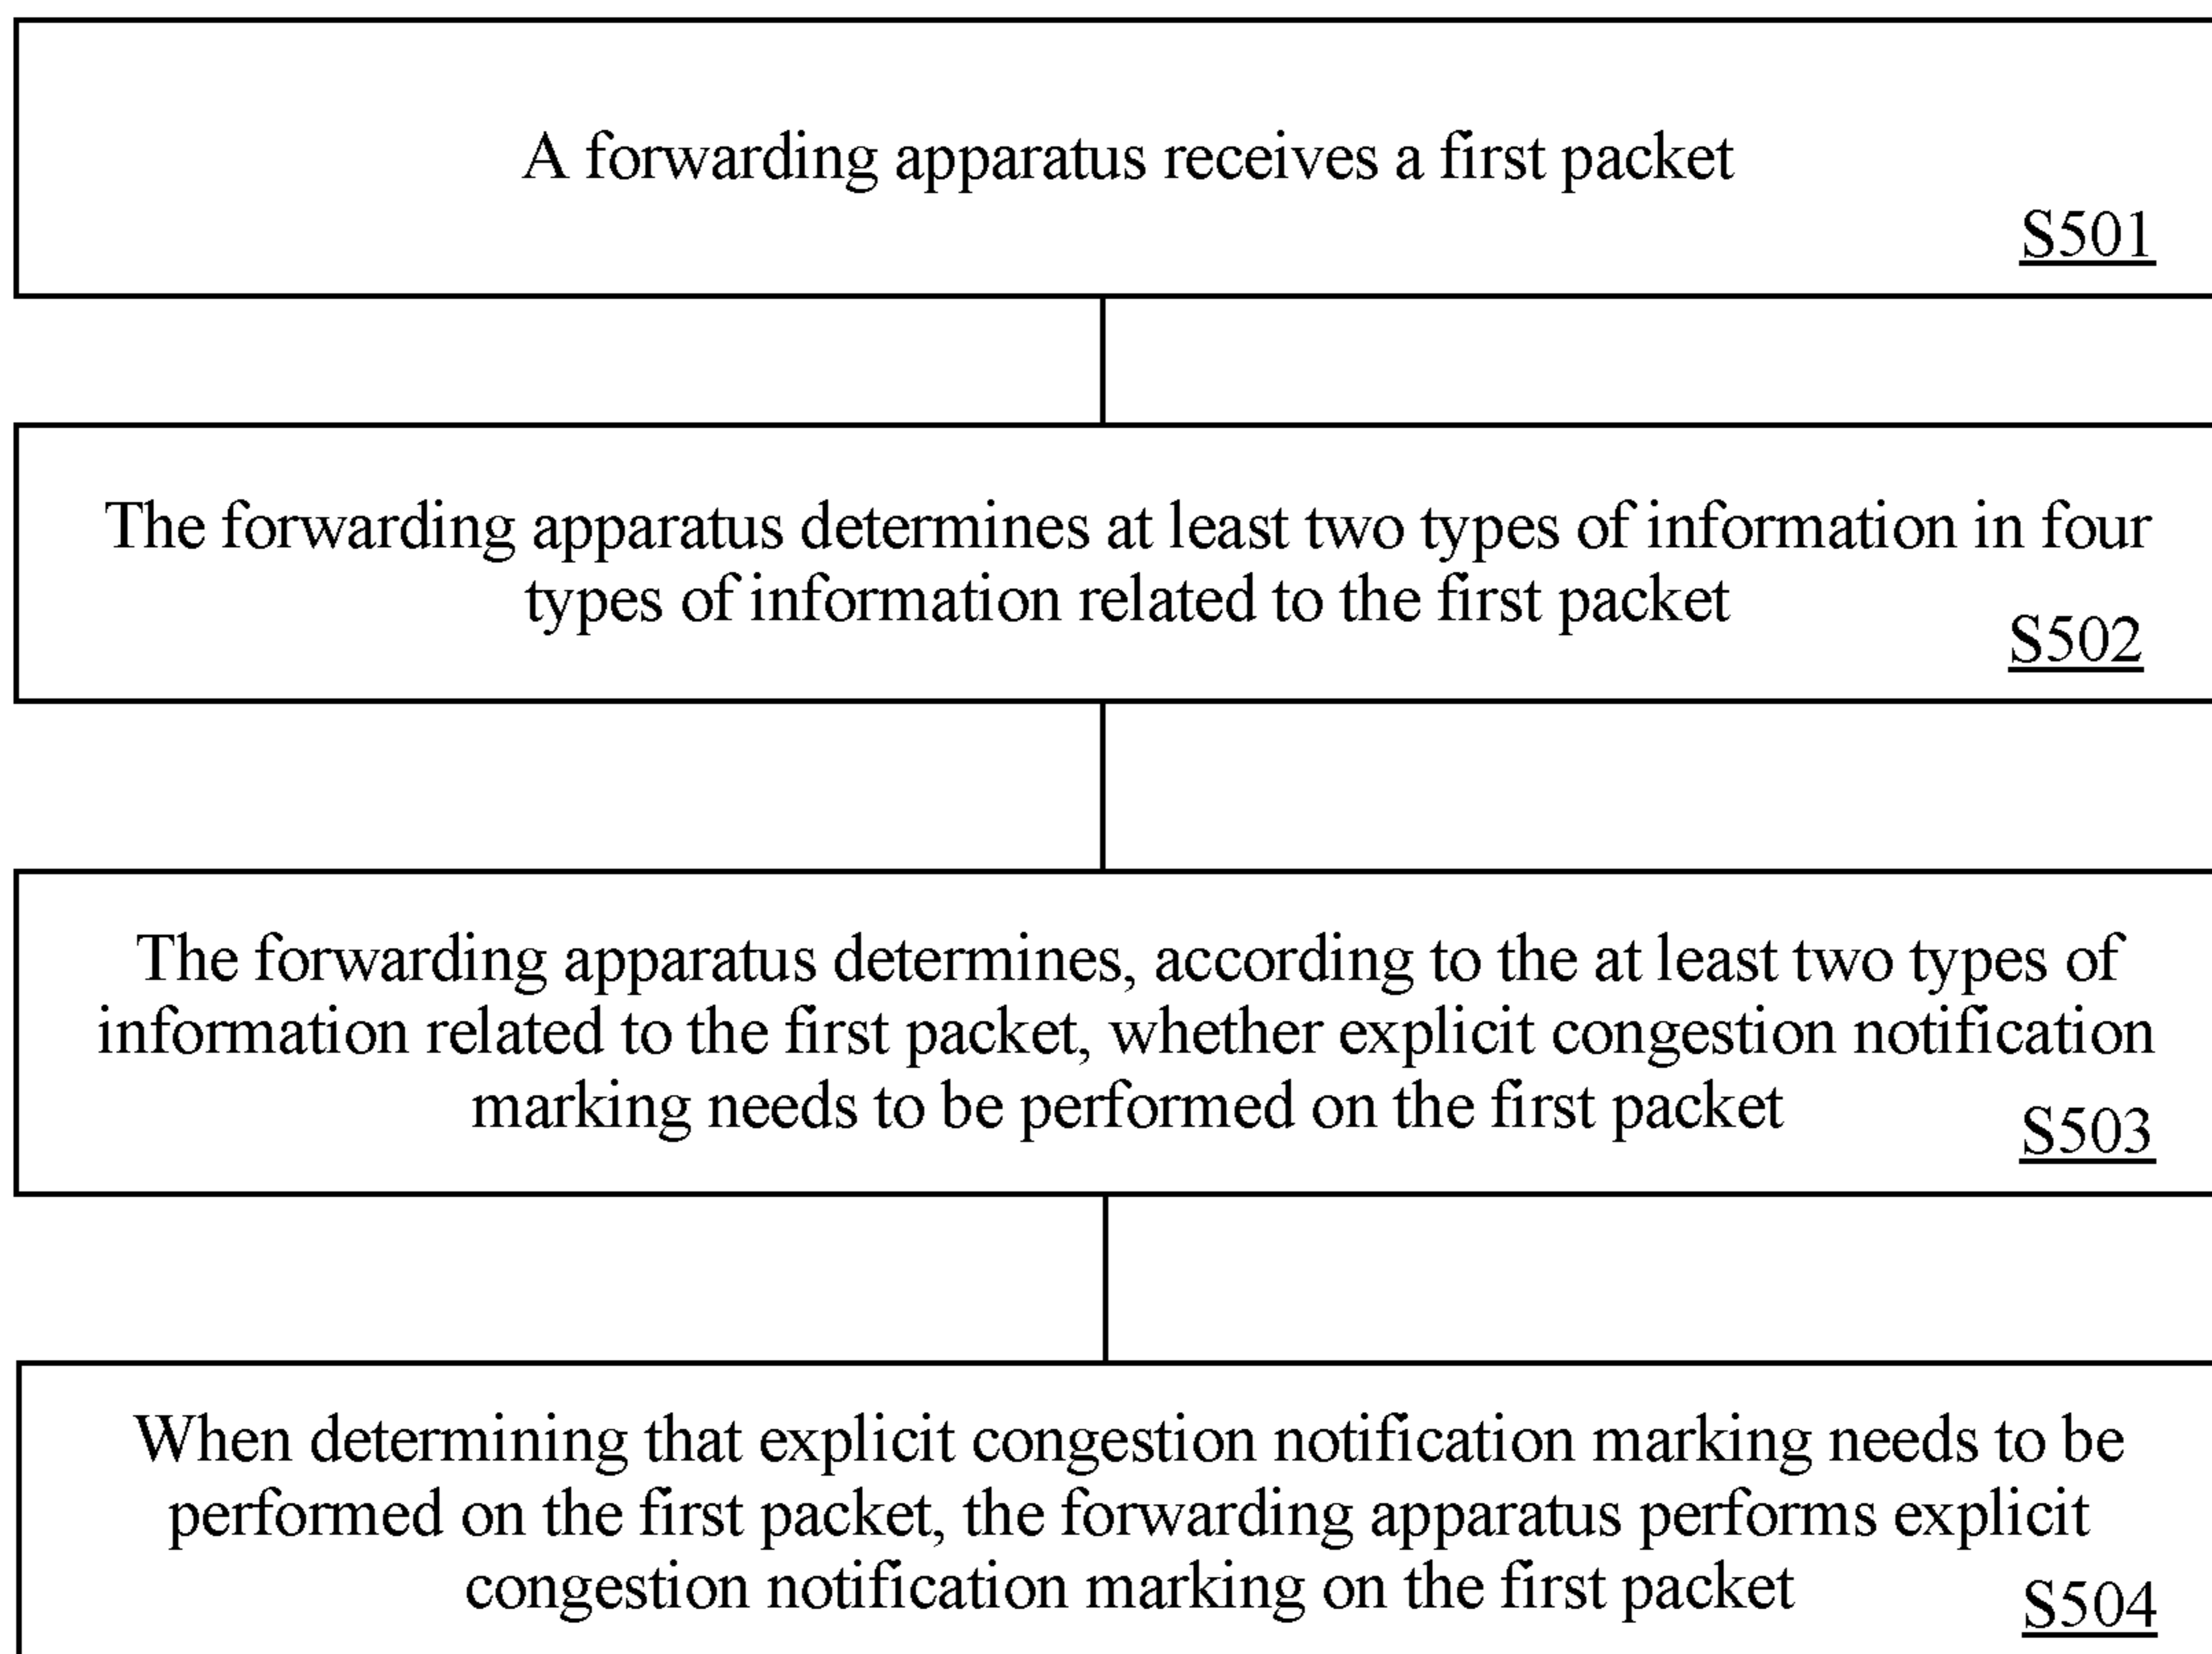 A forwarding apparatus receives a first packet
S501
The forwarding apparatus determines at least two types of information in four
types of information related to the first packet
S502
The forwarding apparatus determines, according to the at least two types of
information related to the first packet, whether explicit congestion notification
marking needs to be performed on the first packet
S503
When determining that explicit congestion notification marking needs to be
performed on the first packet, the forwarding apparatus performs explicit
congestion notification marking on the first packet
S504